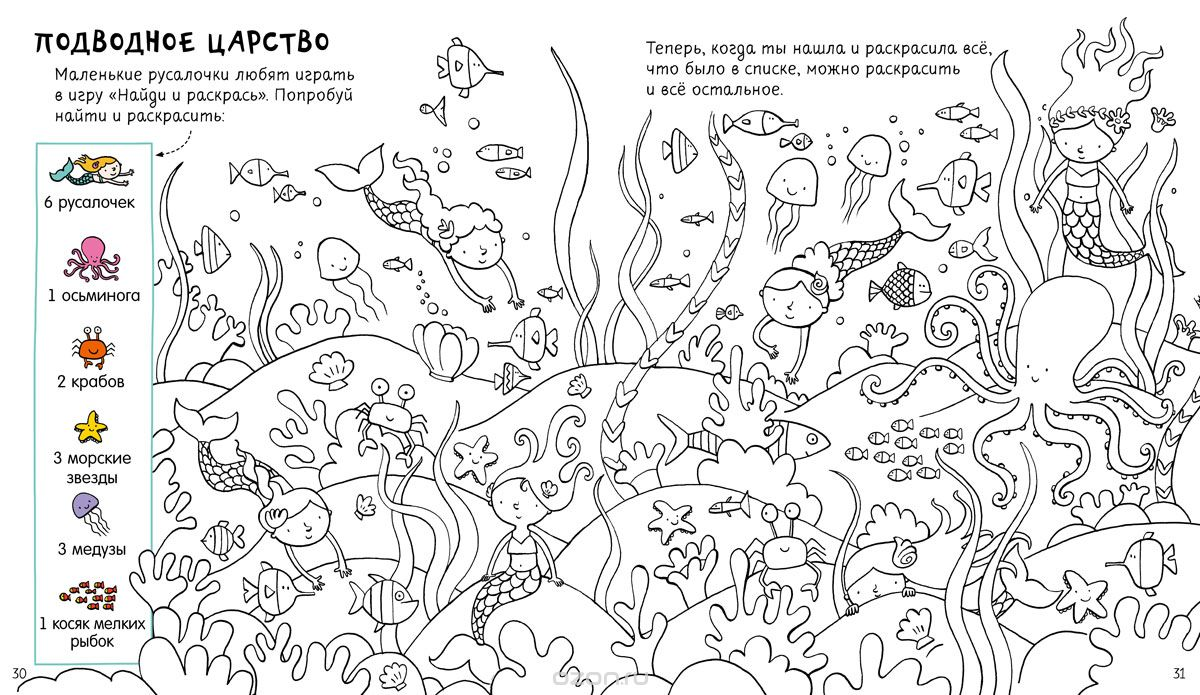 ПОДВОДНОЕ ЦАРСТВО
Маленькие русалочки любят играть
в игру «Найди и раскрась». Попробуй
найти и раскрасить:
6 русалочек
1 осьминога
2 крабов
3 морские
звезды
3 медузы
1 косяк мелких
рыбок
30
Теперь, когда ты нашла и раскрасила всё,
что было в списке, можно раскрасить
и всё остальное.
31
ozon.ru